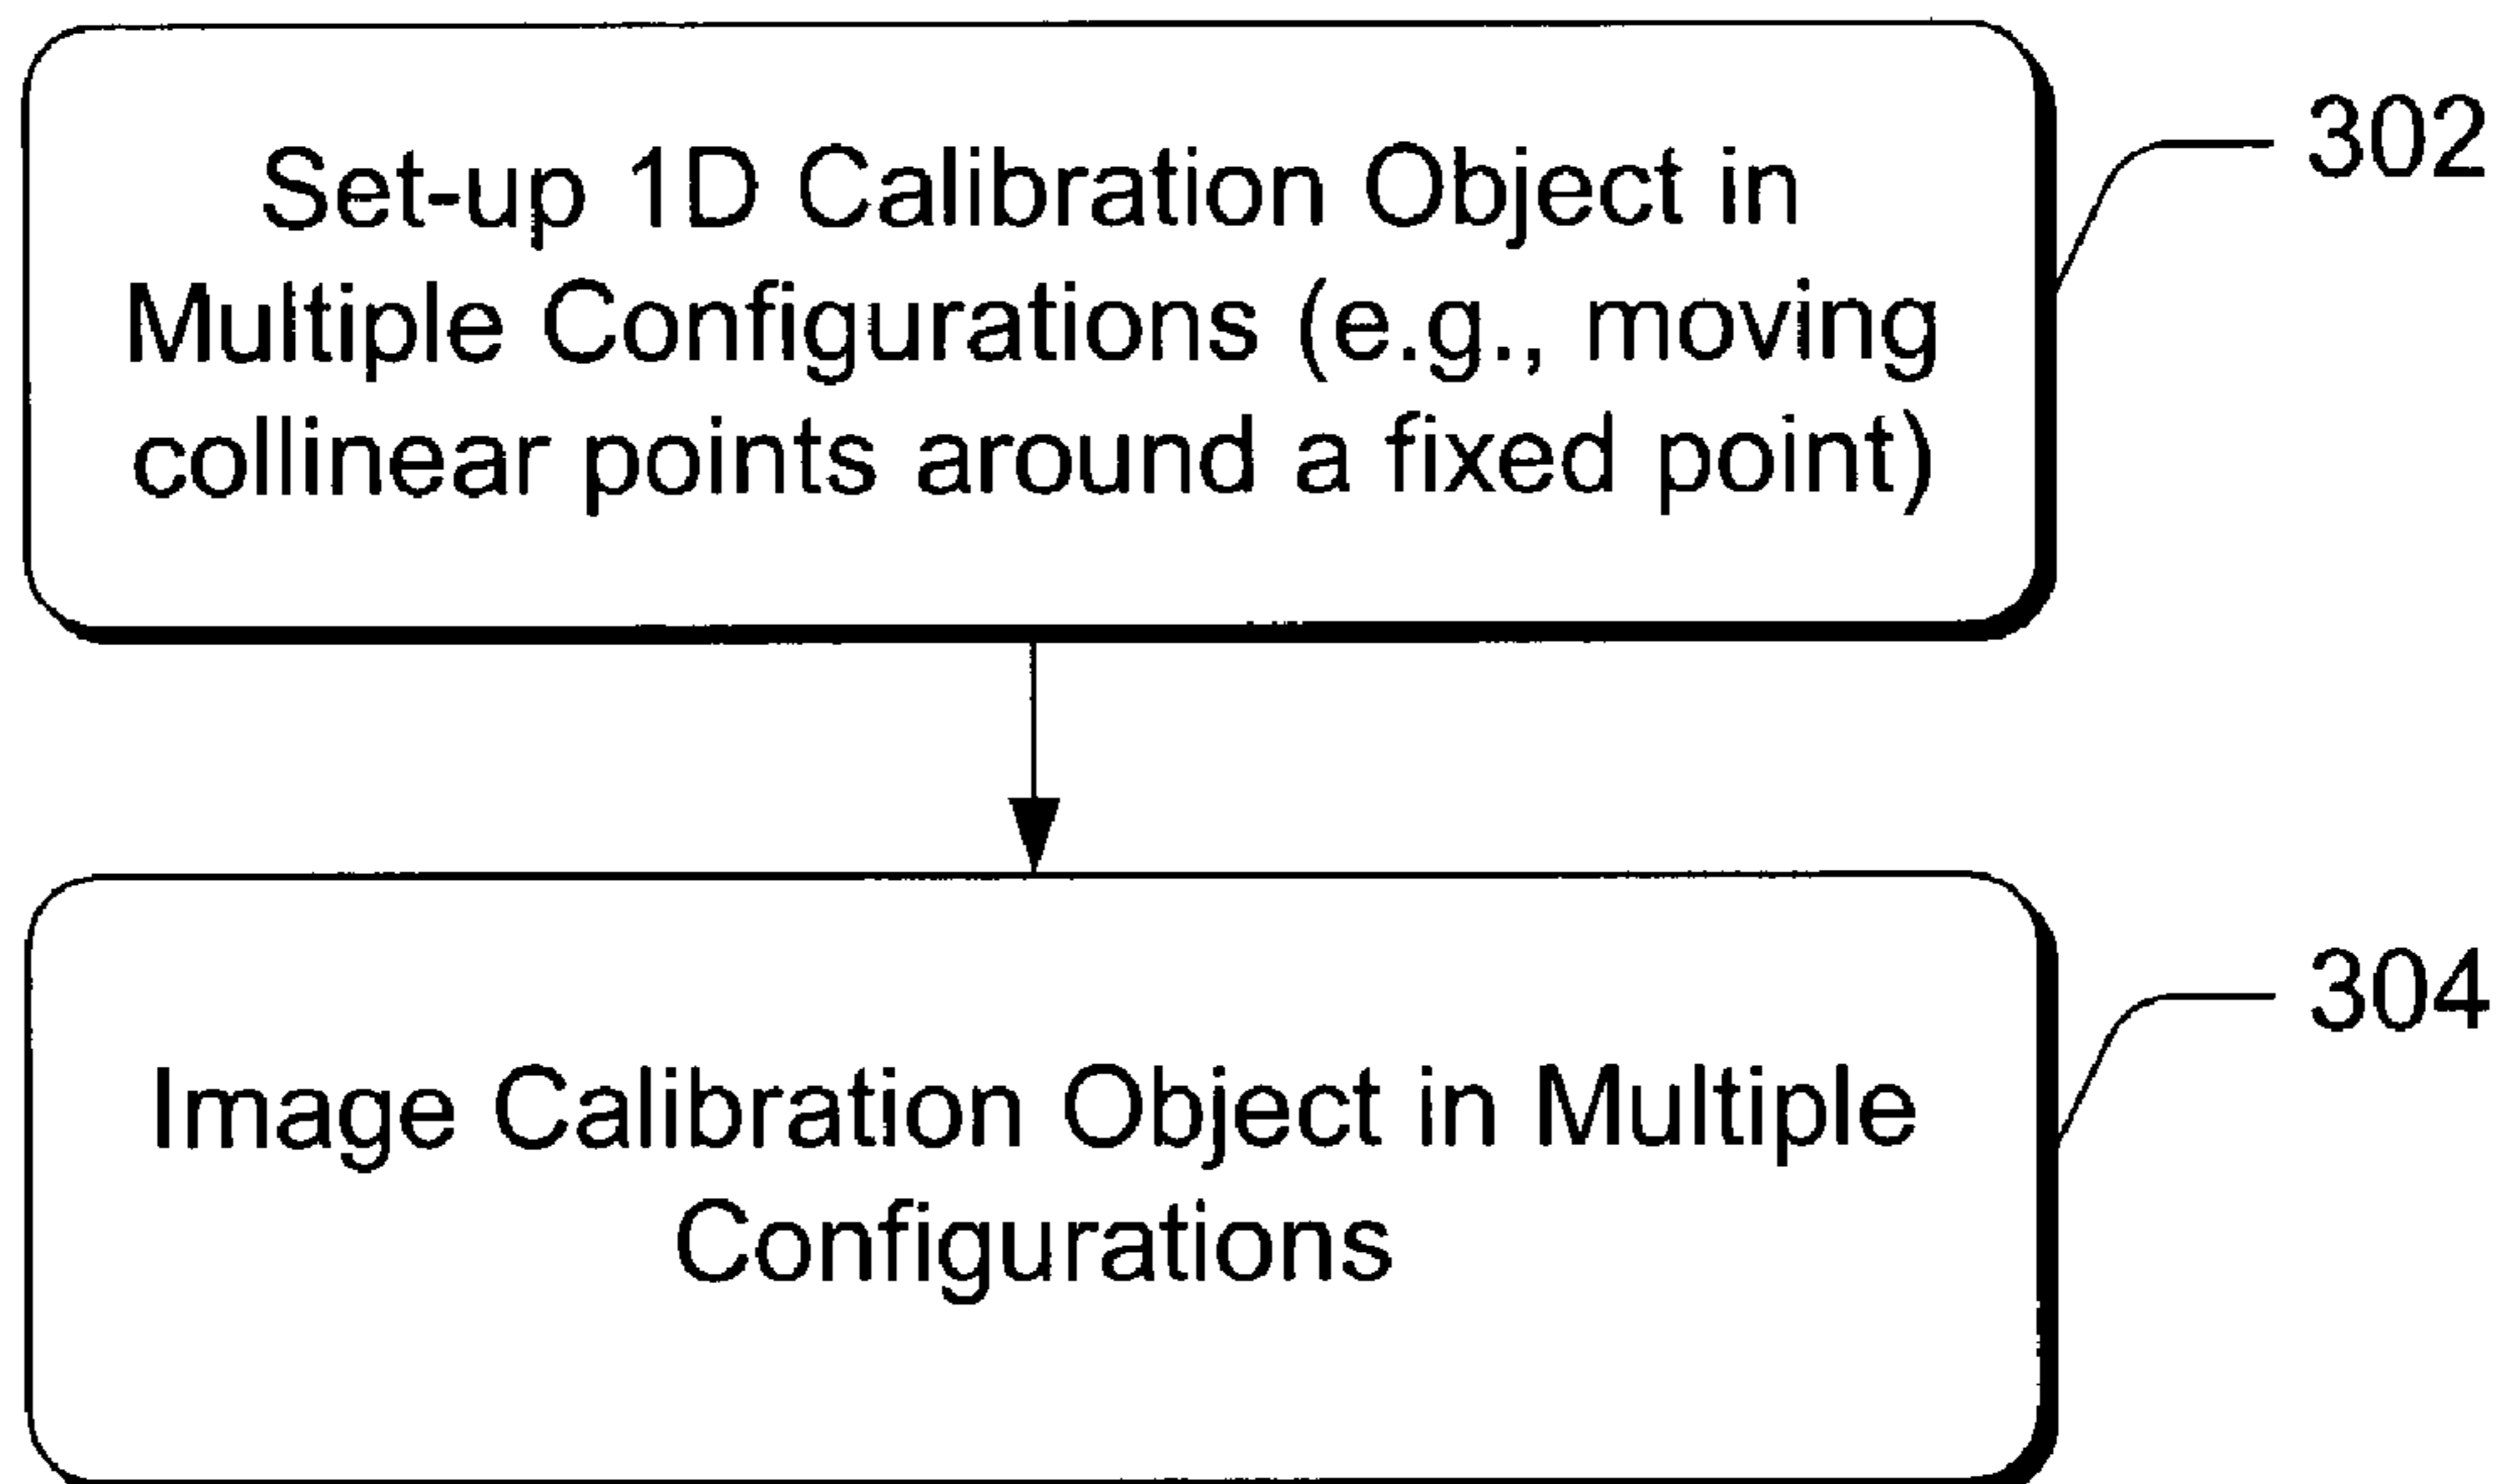 Set-up 1D Calibration Object in
Multiple Configurations (e.g., moving
collinear points around a fixed point)
302
Image Calibration Object in Multiple
Configurations
304